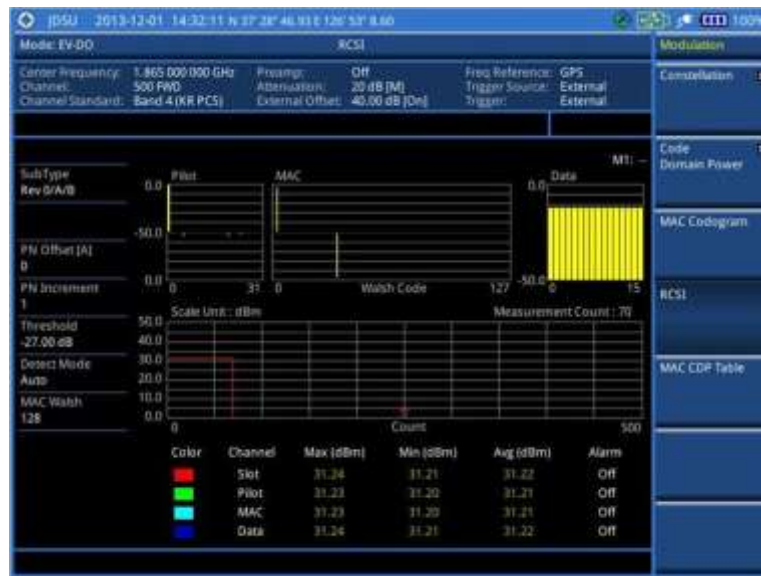 JDSU 2013-12-01 14:32:11 N 37° 28' 46.93 E 126° 53' 8.60 100%
Mode: EV-DO RCSI Modulation
Center Frequency: 1.865 000 000 GHz Preamp: Off Freq Reference: GPS
Channel: 500 FWD Attenuation: 20 dB [M] Trigger Source: External
Channel Standard: Band 4 (KR PCS) External Offset: 40.00 dB [On] Trigger: External
Constellation
Code
Domain Power
MAC Codogram
RCSI
MAC CDP Table
M1: --
SubType
Rev 0/A/B
PN Offset [A]
0
PN Increment
1
Threshold
-27.00 dB
Detect Mode
Auto
MAC Walsh
128
Pilot MAC Data
0.0 0.0
-50.0
0.0 -50.0
0 31 0 Walsh Code 127 0 15
Scale Unit : dBm Measurement Count : 70
50.0
40.0
30.0
20.0
10.0
0.0
0 Count 500
Color Channel Max (dBm) Min (dBm) Avg (dBm) Alarm
Slot 31.24 31.21 31.22 Off
Pilot 31.23 31.20 31.21 Off
MAC 31.23 31.20 31.21 Off
Data 31.24 31.21 31.22 Off